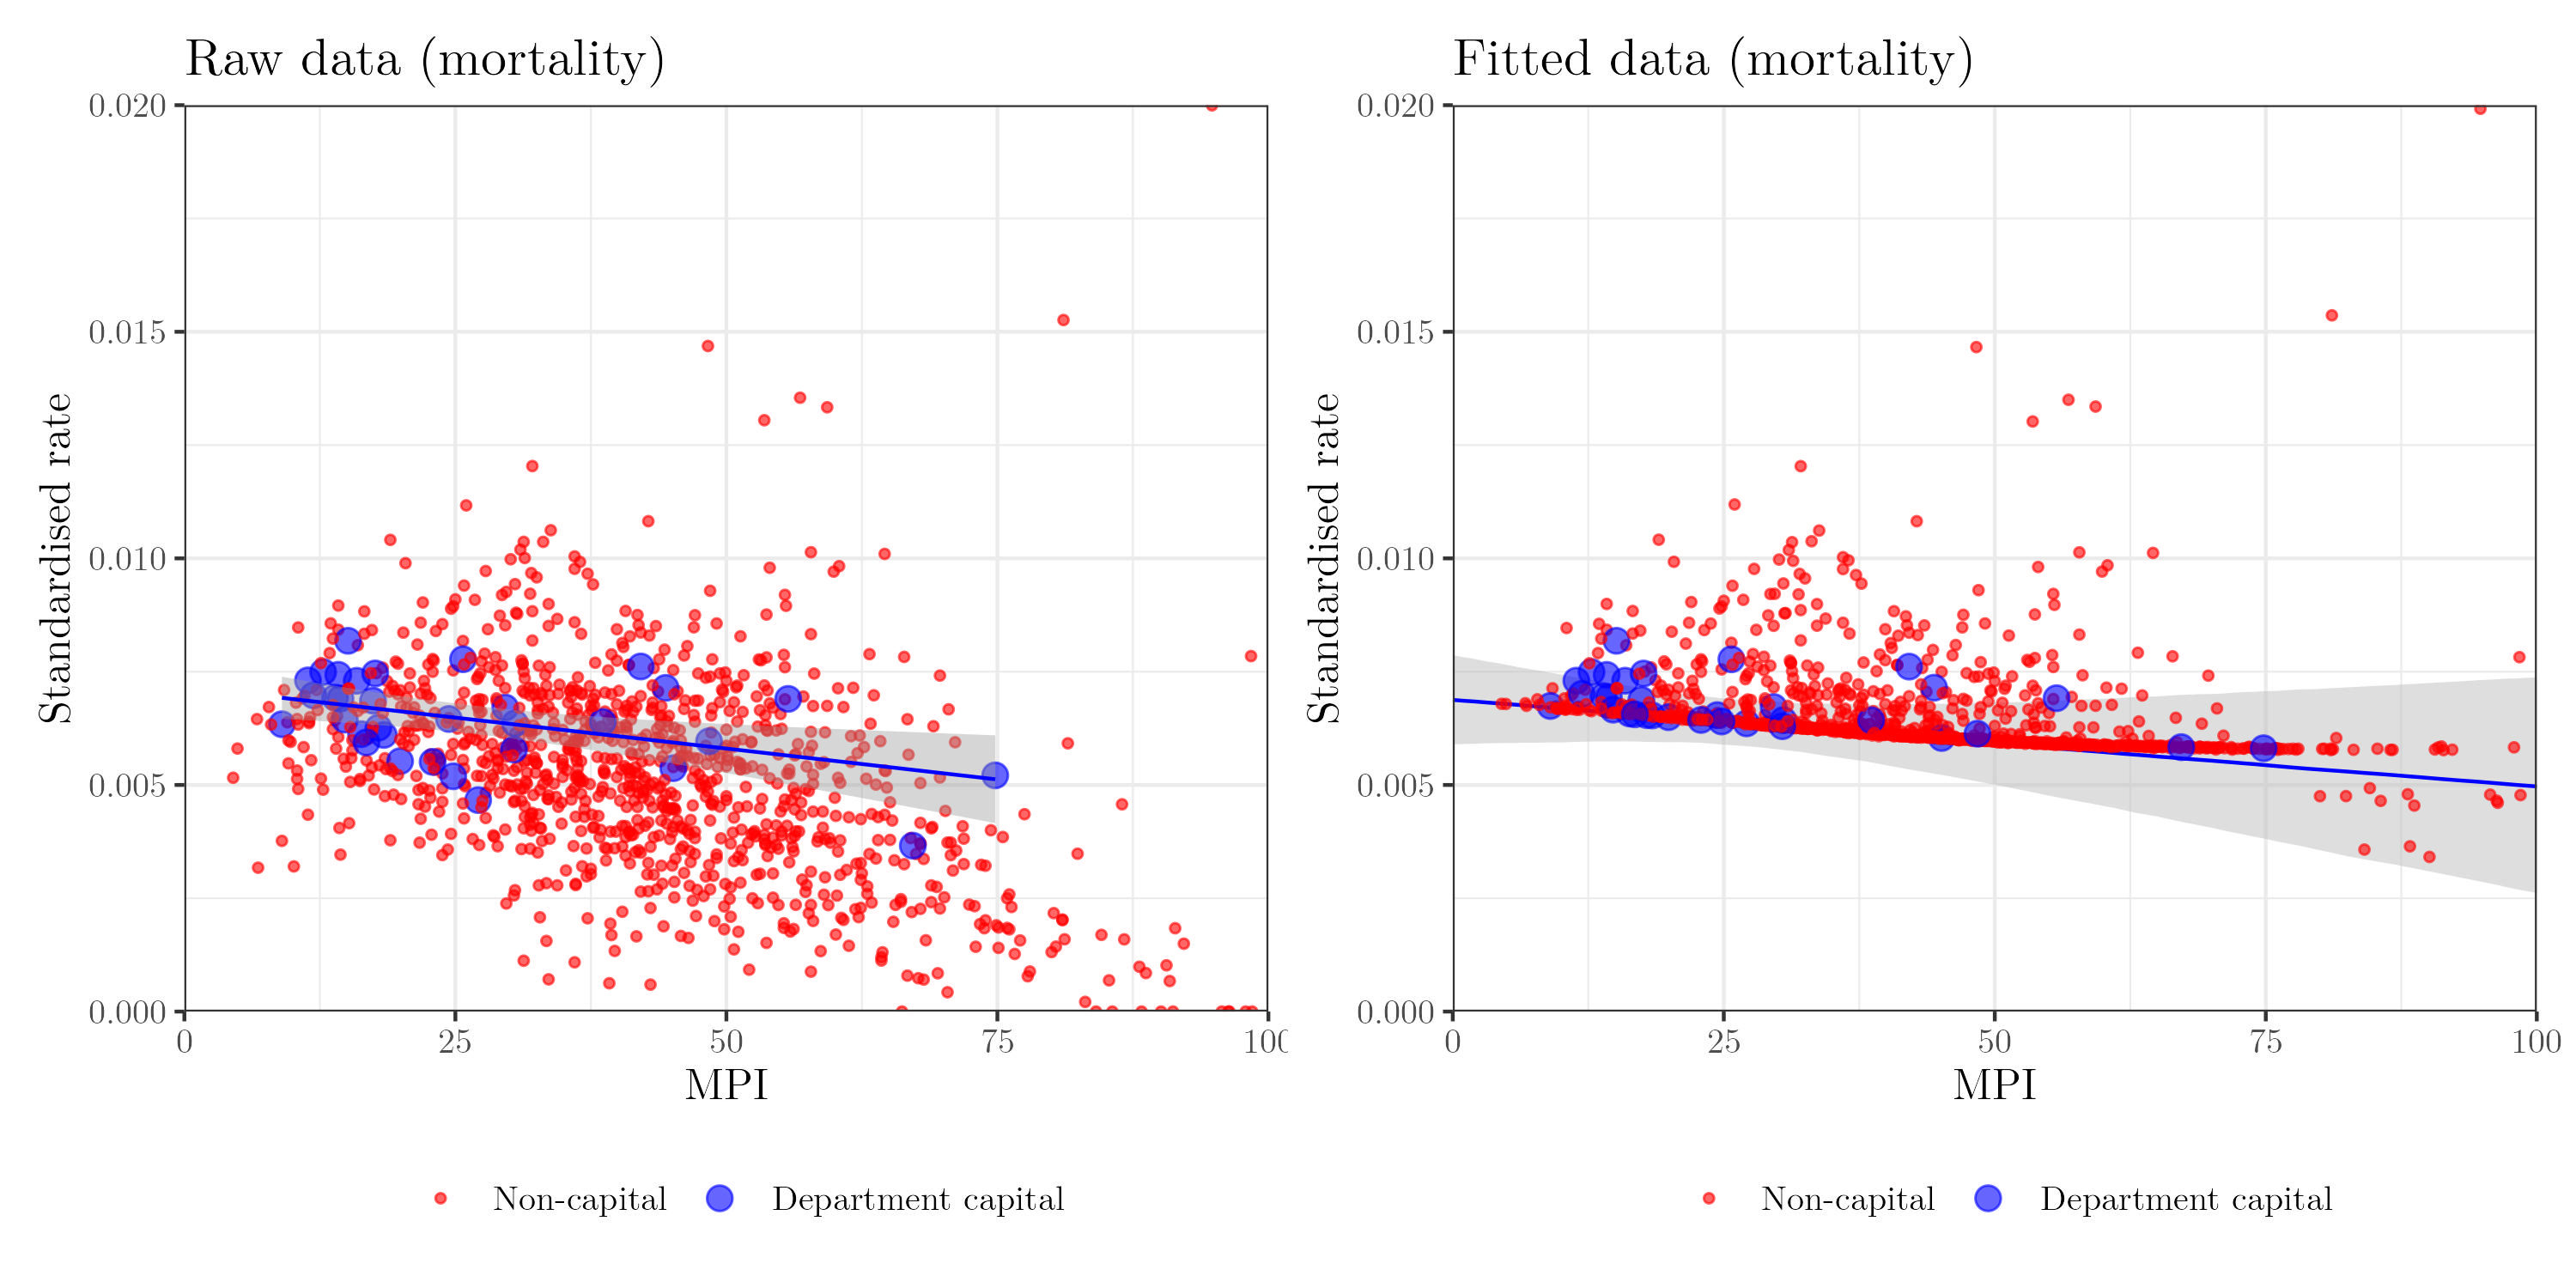 Raw data (mortality)
Standardised rate
0.020
0.015
0.010
0.005
0.000
0 25 50 75 100
MPI
Non-capital Department capital
Fitted data (mortality)
Standardised rate
0.020
0.015
0.010
0.005
0.000
0 25 50 75 100
MPI
Non-capital Department capital